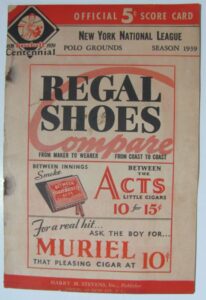 OFFICIAL 5¢ SCORE CARD
Centennial
NEW YORK NATIONAL LEAGUE
POLO GROUNDS SEASON 1939
REGAL
SHOES
Compare
FROM MAKER TO WEARER FROM COAST TO COAST
BETWEEN INNINGS
Smoke
BETWEEN THE ACTS
LITTLE CIGARS
10 for 15¢
For a real hit...
ASK THE BOY FOR...
MURIEL
THAT PLEASING CIGAR AT 10¢
HARRY M. STEVENS, Inc., Publisher